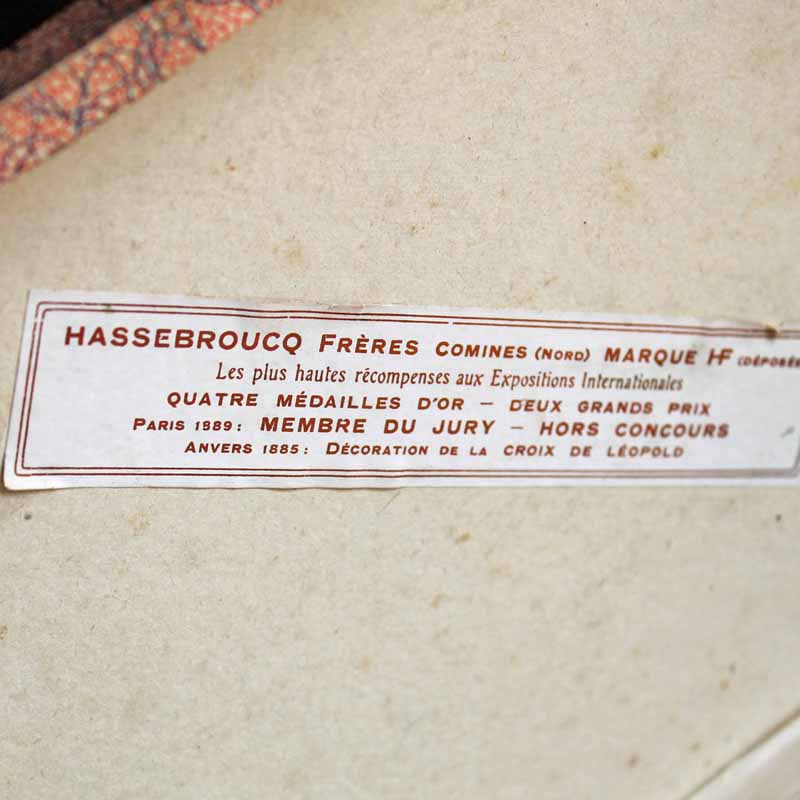 HASSEBROUCQ FRÈRES COMINES (NORD) MARQUE HF (DÉPOSÉE
Les plus hautes récompenses aux Expositions Internationales
QUATRE MÉDAILLES D'OR — DEUX GRANDS PRIX
PARIS 1889: MEMBRE DU JURY — HORS CONCOURS
ANVERS 1885: DÉCORATION DE LA CROIX DE LÉOPOLD